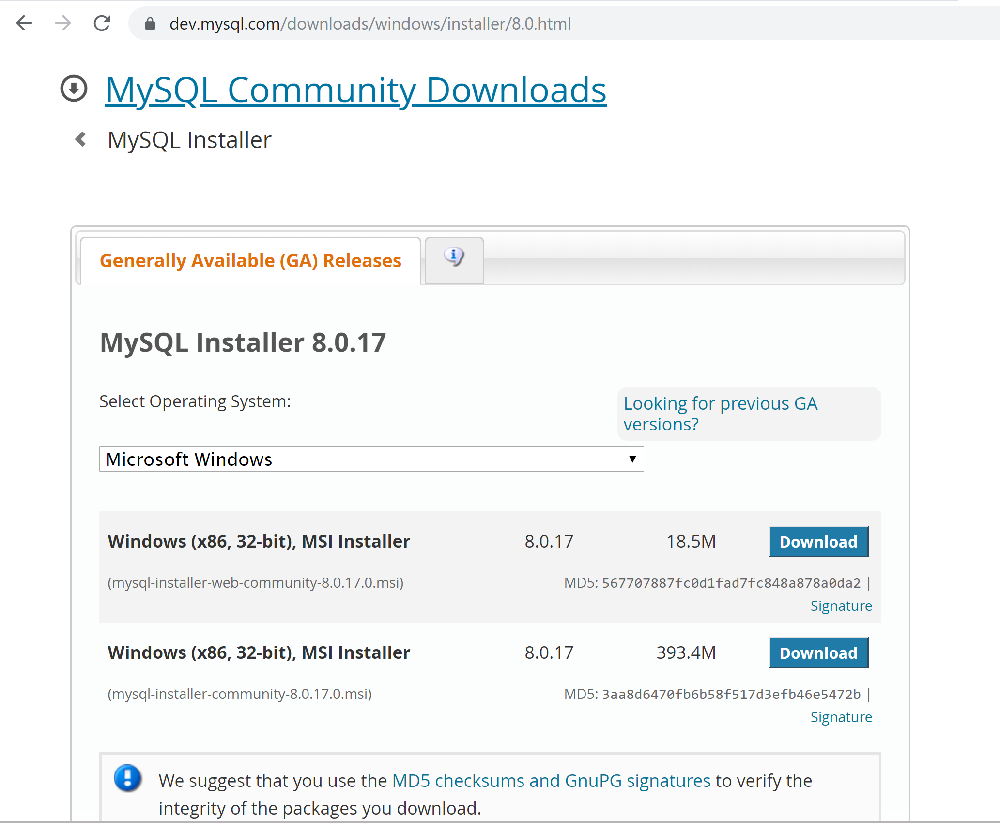 dev.mysql.com/downloads/windows/installer/8.0.html
MySQL Community Downloads
MySQL Installer
Generally Available (GA) Releases
MySQL Installer 8.0.17
Select Operating System:
Looking for previous GA
versions?
Microsoft Windows
Windows (x86, 32-bit), MSI Installer 8.0.17 18.5M Download
(mysql-installer-web-community-8.0.17.0.msi) MD5: 567707887fc0d1fad7fc848a878a0da2 |
Signature
Windows (x86, 32-bit), MSI Installer 8.0.17 393.4M Download
(mysql-installer-community-8.0.17.0.msi) MD5: 3aa8d6470fb6b58f517d3efb46e5472b |
Signature
We suggest that you use the MD5 checksums and GnuPG signatures to verify the
integrity of the packages you download.